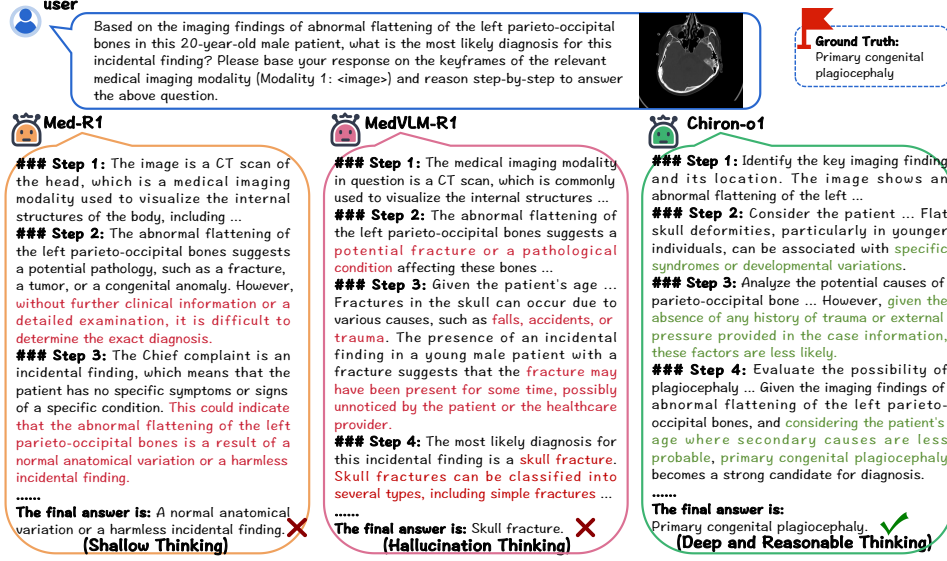 user
Based on the imaging findings of abnormal flattening of the left parieto-occipital
bones in this 20-year-old male patient, what is the most likely diagnosis for this
incidental finding? Please base your response on the keyframes of the relevant
medical imaging modality (Modality 1: <image>) and reason step-by-step to answer
the above question.
Ground Truth:
Primary congenital
plagiocephaly
Med-R1
### Step 1: The image is a CT scan of
the head, which is a medical imaging
modality used to visualize the internal
structures of the body, including ...
### Step 2: The abnormal flattening of
the left parieto-occipital bones suggests
a potential pathology, such as a fracture,
a tumor, or a congenital anomaly. However,
without further clinical information or a
detailed examination, it is difficult to
determine the exact diagnosis.
### Step 3: The Chief complaint is an
incidental finding, which means that the
patient has no specific symptoms or signs
of a specific condition. This could indicate
that the abnormal flattening of the left
parieto-occipital bones is a result of a
normal anatomical variation or a harmless
incidental finding.
......
The final answer is: A normal anatomical
variation or a harmless incidental finding.
(Shallow Thinking)
MedVLM-R1
### Step 1: The medical imaging modality
in question is a CT scan, which is commonly
used to visualize the internal structures ...
### Step 2: The abnormal flattening of
the left parieto-occipital bones suggests a
potential fracture or a pathological
condition affecting these bones ...
### Step 3: Given the patient's age ...
Fractures in the skull can occur due to
various causes, such as falls, accidents, or
trauma. The presence of an incidental
finding in a young male patient with a
fracture suggests that the fracture may
have been present for some time, possibly
unnoticed by the patient or the healthcare
provider.
### Step 4: The most likely diagnosis for
this incidental finding is a skull fracture.
Skull fractures can be classified into
several types, including simple fractures ...
......
The final answer is: Skull fracture.
(Hallucination Thinking)
Chiron-o1
### Step 1: Identify the key imaging finding
and its location. The image shows an
abnormal flattening of the left ...
### Step 2: Consider the patient ... Flat
skull deformities, particularly in younger
individuals, can be associated with specific
syndromes or developmental variations.
### Step 3: Analyze the potential causes of
parieto-occipital bone ... However, given the
absence of any history of trauma or external
pressure provided in the case information,
these factors are less likely.
### Step 4: Evaluate the possibility of
plagiocephaly ... Given the imaging findings of
abnormal flattening of the left parieto-
occipital bones, and considering the patient's
age where secondary causes are less
probable, primary congenital plagiocephaly
becomes a strong candidate for diagnosis.
......
The final answer is:
Primary congenital plagiocephaly.
(Deep and Reasonable Thinking)